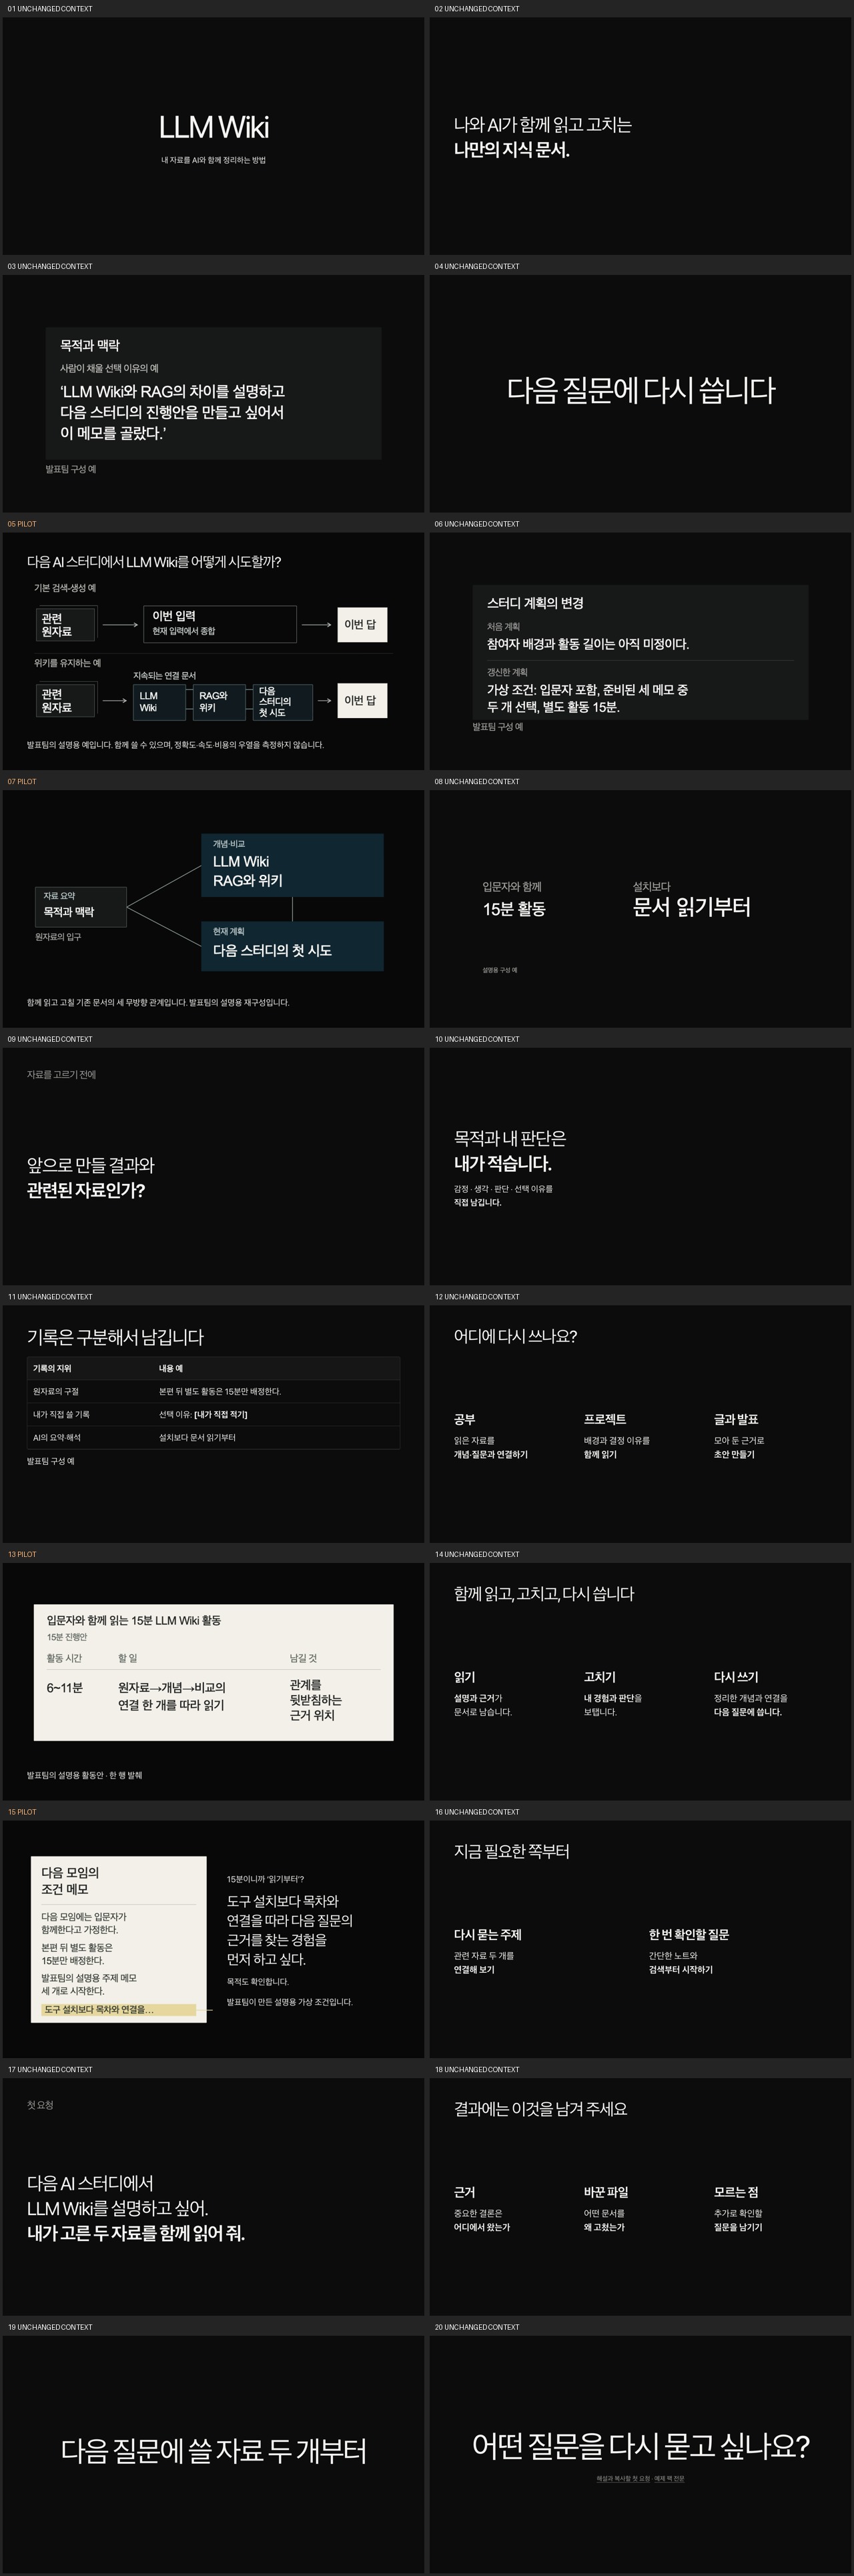 01 UNCHANGED CONTEXT
LLM Wiki
내 자료를 AI와 함께 정리하는 방법
02 UNCHANGED CONTEXT
나와 AI가 함께 읽고 고치는
나만의 지식 문서.
03 UNCHANGED CONTEXT
목적과 맥락
사람이 채울 선택 이유의 예
‘LLM Wiki와 RAG의 차이를 설명하고
다음 스터디의 진행안을 만들고 싶어서
이 메모를 골랐다.’
발표팀 구성 예
04 UNCHANGED CONTEXT
다음 질문에 다시 씁니다
05 PILOT
다음 AI 스터디에서 LLM Wiki를 어떻게 시도할까?
기본 검색-생성 예
관련
원자료
이번 입력
현재 입력에서 종합
이번 답
위키를 유지하는 예
지속되는 연결 문서
관련
원자료
LLM
Wiki
RAG와
위키
다음
스터디의
첫 시도
이번 답
발표팀의 설명용 예입니다. 함께 쓸 수 있으며, 정확도·속도·비용의 우열을 측정하지 않습니다.
06 UNCHANGED CONTEXT
스터디 계획의 변경
처음 계획
참여자 배경과 활동 길이는 아직 미정이다.
갱신한 계획
가상 조건: 입문자 포함, 준비된 세 메모 중
두 개 선택, 별도 활동 15분.
발표팀 구성 예
07 PILOT
자료 요약
목적과 맥락
원자료의 입구
개념·비교
LLM Wiki
RAG와 위키
현재 계획
다음 스터디의 첫 시도
함께 읽고 고칠 기존 문서의 세 무방향 관계입니다. 발표팀의 설명용 재구성입니다.
08 UNCHANGED CONTEXT
입문자와 함께
15분 활동
설치보다
문서 읽기부터
설명용 구성 예
09 UNCHANGED CONTEXT
자료를 고르기 전에
앞으로 만들 결과와
관련된 자료인가?
10 UNCHANGED CONTEXT
목적과 내 판단은
내가 적습니다.
감정 · 생각 · 판단 · 선택 이유를
직접 남깁니다.
11 UNCHANGED CONTEXT
기록은 구분해서 남깁니다
기록의 지위 내용 예
원자료의 구절 본편 뒤 별도 활동은 15분만 배정한다.
내가 직접 쓸 기록 선택 이유: [내가 직접 적기]
AI의 요약·해석 설치보다 문서 읽기부터
발표팀 구성 예
12 UNCHANGED CONTEXT
어디에 다시 쓰나요?
공부
읽은 자료를
개념·질문과 연결하기
프로젝트
배경과 결정 이유를
함께 읽기
글과 발표
모아 둔 근거로
초안 만들기
13 PILOT
입문자와 함께 읽는 15분 LLM Wiki 활동
15분 진행안
활동 시간 할 일 남길 것
6~11분
원자료→개념→비교의
연결 한 개를 따라 읽기
관계를
뒷받침하는
근거 위치
발표팀의 설명용 활동안 · 한 행 발췌
14 UNCHANGED CONTEXT
함께 읽고, 고치고, 다시 씁니다
읽기
설명과 근거가
문서로 남습니다.
고치기
내 경험과 판단을
보탭니다.
다시 쓰기
정리한 개념과 연결을
다음 질문에 씁니다.
15 PILOT
다음 모임의
조건 메모
다음 모임에는 입문자가
함께한다고 가정한다.
본편 뒤 별도 활동은
15분만 배정한다.
발표팀의 설명용 주제 메모
세 개로 시작한다.
도구 설치보다 목차와 연결을…
15분이니까 ‘읽기부터’?
도구 설치보다 목차와
연결을 따라 다음 질문의
근거를 찾는 경험을
먼저 하고 싶다.
목적도 확인합니다.
발표팀이 만든 설명용 가상 조건입니다.
16 UNCHANGED CONTEXT
지금 필요한 쪽부터
다시 묻는 주제
관련 자료 두 개를
연결해 보기
한 번 확인할 질문
간단한 노트와
검색부터 시작하기
17 UNCHANGED CONTEXT
첫 요청
다음 AI 스터디에서
LLM Wiki를 설명하고 싶어.
내가 고른 두 자료를 함께 읽어 줘.
18 UNCHANGED CONTEXT
결과에는 이것을 남겨 주세요
근거
중요한 결론은
어디에서 왔는가
바꾼 파일
어떤 문서를
왜 고쳤는가
모르는 점
추가로 확인할
질문을 남기기
19 UNCHANGED CONTEXT
다음 질문에 쓸 자료 두 개부터
20 UNCHANGED CONTEXT
어떤 질문을 다시 묻고 싶나요?
해설과 복사할 첫 요청 · 예제 팩 전문